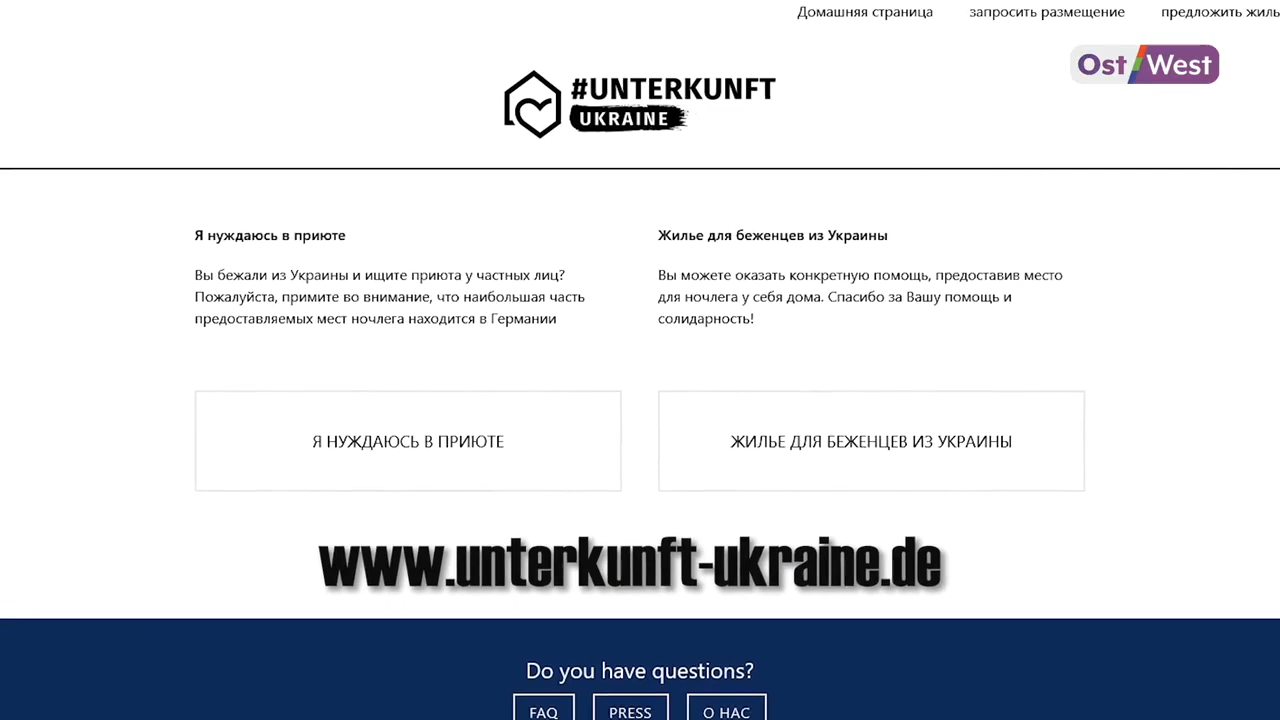 Домашняя страница запросить размещение предложить жиль
Ost West
#UNTERKUNFT
UKRAINE
Я нуждаюсь в приюте
Вы бежали из Украины и ищите приюта у частных лиц?
Пожалуйста, примите во внимание, что наибольшая часть
предоставляемых мест ночлега находится в Германии
Жилье для беженцев из Украины
Вы можете оказать конкретную помощь, предоставив место
для ночлега у себя дома. Спасибо за Вашу помощь и
солидарность!
Я НУЖДАЮСЬ В ПРИЮТЕ
ЖИЛЬЕ ДЛЯ БЕЖЕНЦЕВ ИЗ УКРАИНЫ
www.unterkunft-ukraine.de
Do you have questions?
FAQ PRESS О НАС